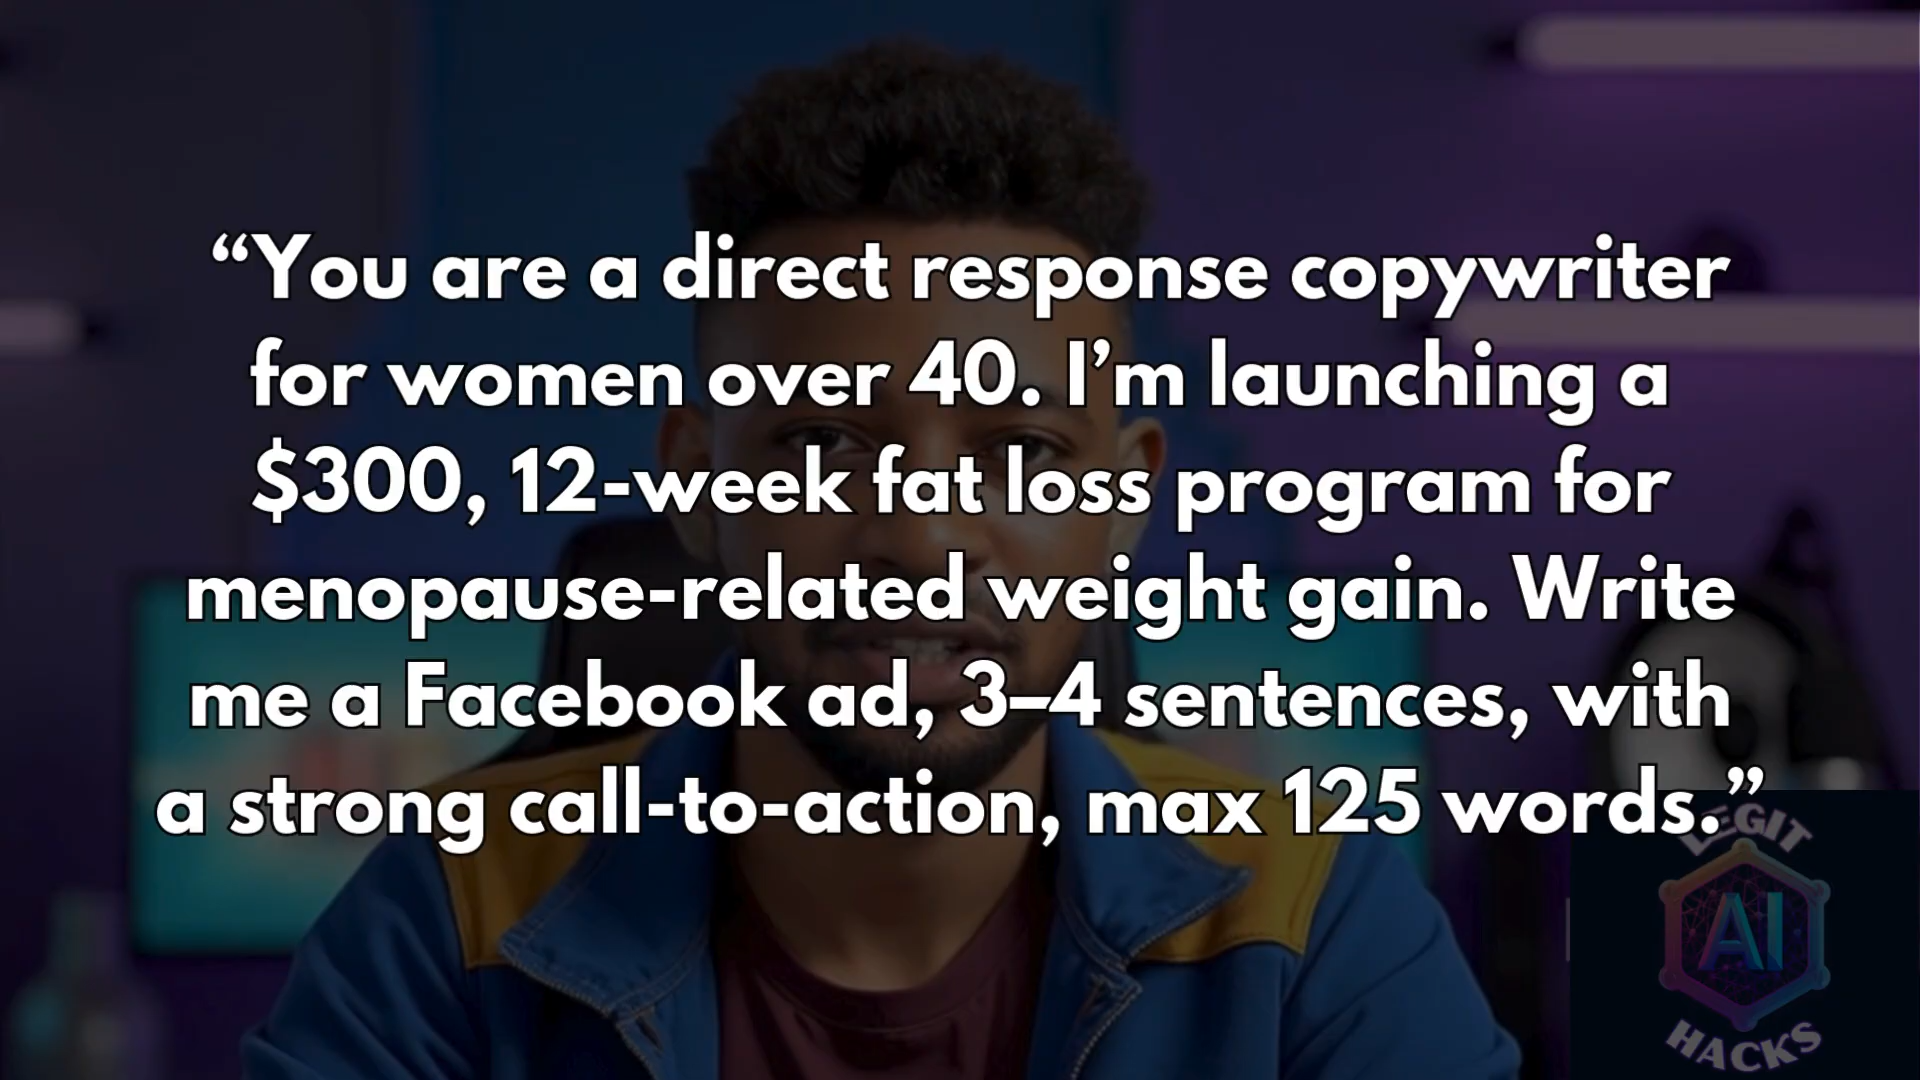 “You are a direct response copywriter
for women over 40. I’m launching a
$300, 12-week fat loss program for
menopause-related weight gain. Write
me a Facebook ad, 3–4 sentences, with
a strong call-to-action, max 125 words.”
LEGIT
AI
HACKS